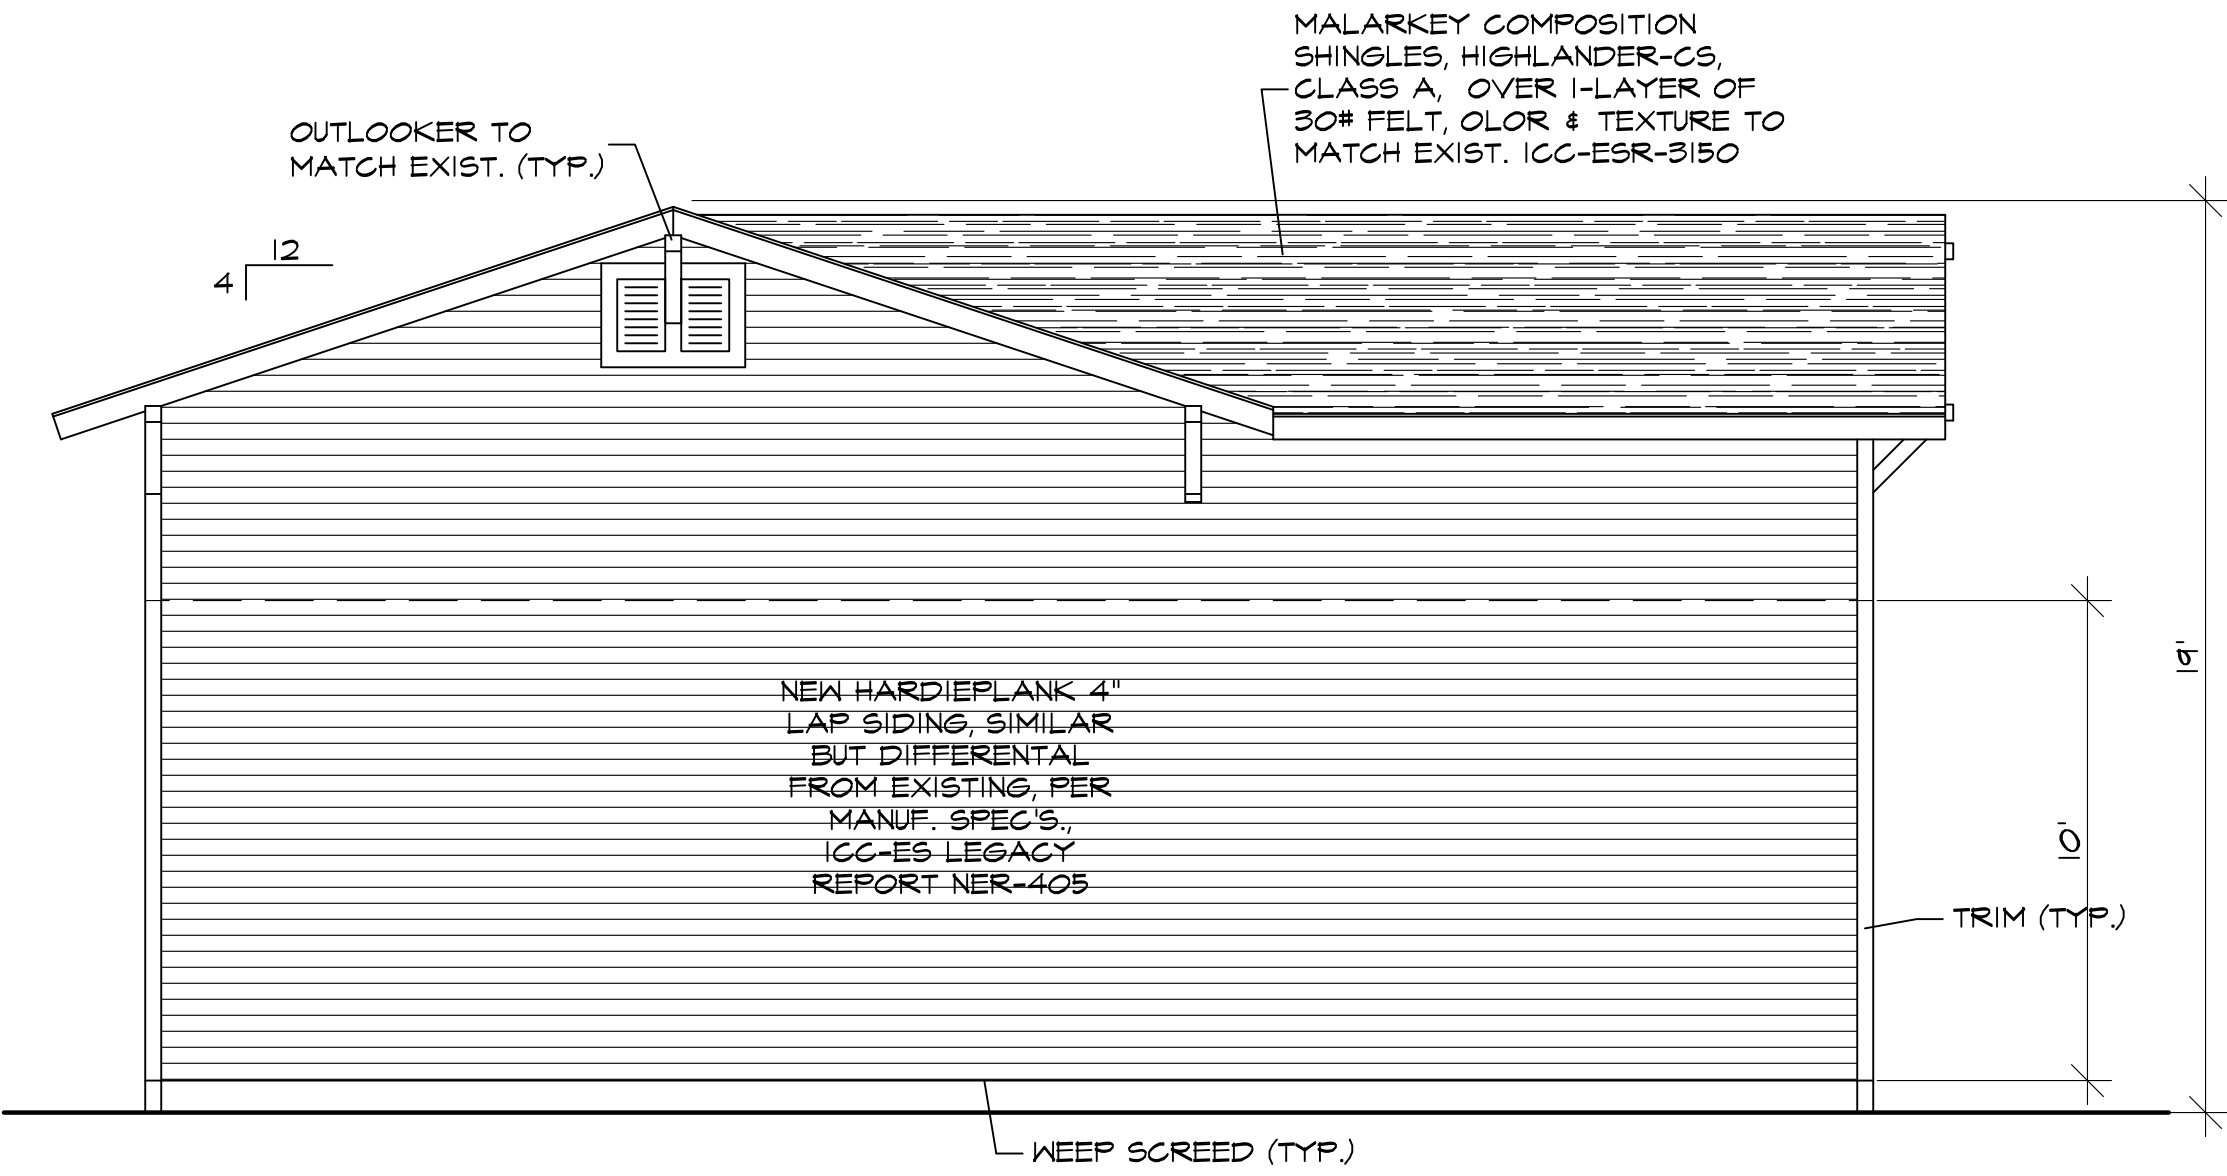 MALARKEY COMPOSITION
SHINGLES, HIGHLANDER-CS,
CLASS A, OVER 1-LAYER OF
30# FELT, OLOR & TEXTURE TO
MATCH EXIST. ICC-ESR-3150
OUTLOOKER TO
MATCH EXIST. (TYP.)
12
4
19'
NEW HARDIEPLANK 4"
LAP SIDING, SIMILAR
BUT DIFFERENTAL
FROM EXISTING, PER
MANUF. SPEC'S.,
ICC-ES LEGACY
REPORT NER-405
10'
TRIM (TYP.)
WEEP SCREED (TYP.)